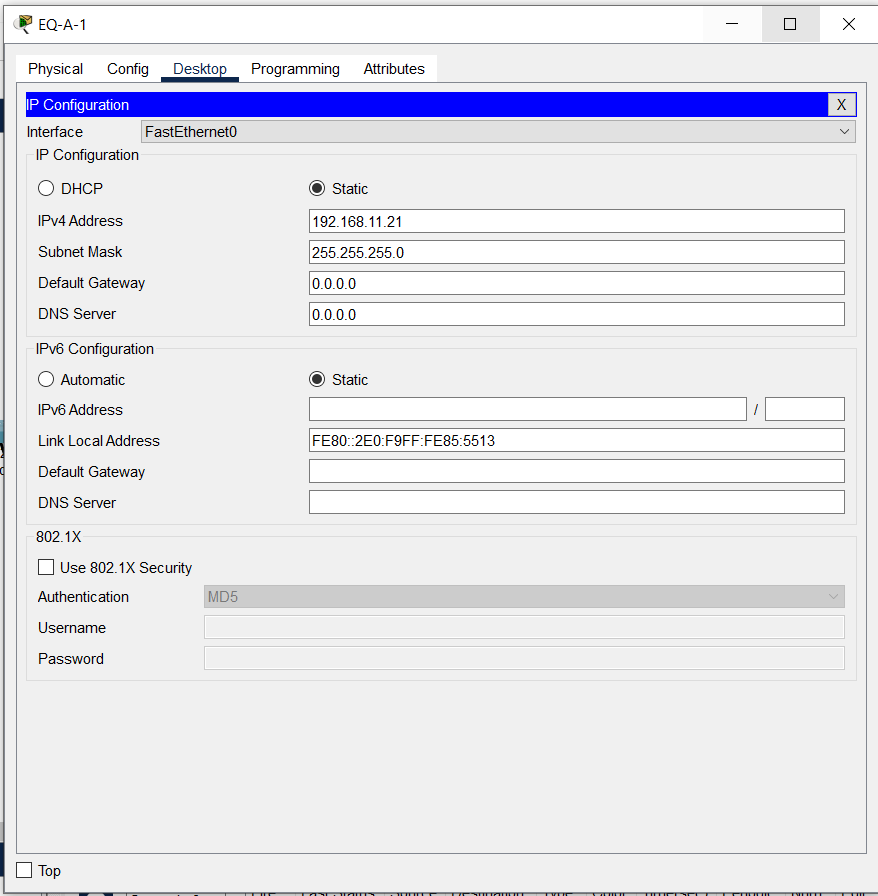 EQ-A-1
Physical Config Desktop Programming Attributes
IP Configuration X
Interface FastEthernet0
IP Configuration
DHCP Static
IPv4 Address 192.168.11.21
Subnet Mask 255.255.255.0
Default Gateway 0.0.0.0
DNS Server 0.0.0.0
IPv6 Configuration
Automatic Static
IPv6 Address /
Link Local Address FE80::2E0:F9FF:FE85:5513
Default Gateway
DNS Server
802.1X
Use 802.1X Security
Authentication MD5
Username
Password
Top